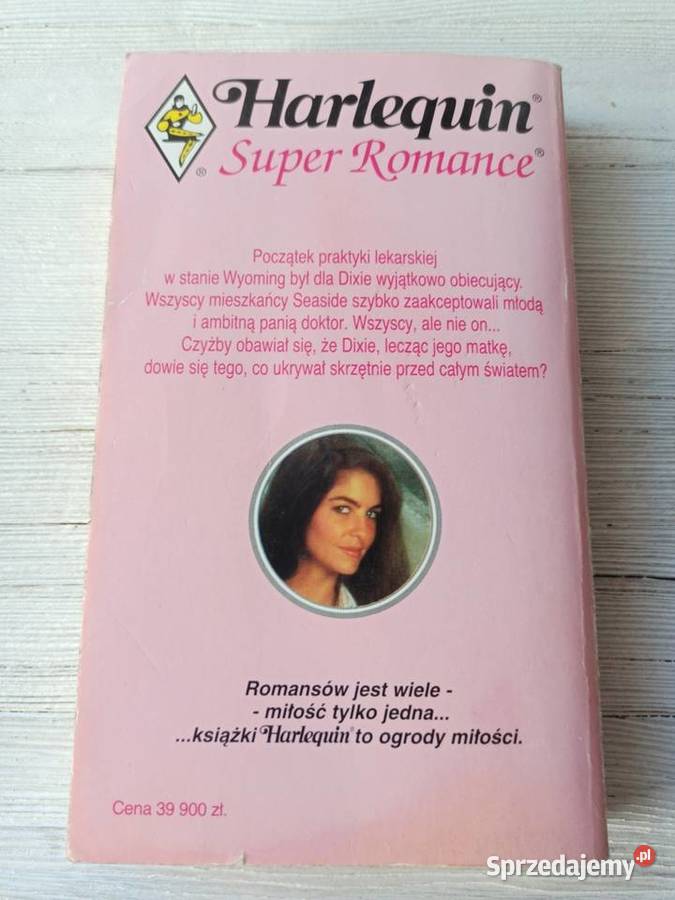 Harlequin®
® Super Romance®
Początek praktyki lekarskiej
w stanie Wyoming był dla Dixie wyjątkowo obiecujący.
Wszyscy mieszkańcy Seaside szybko zaakceptowali młodą
i ambitną panią doktor. Wszyscy, ale nie on...
Czyżby obawiał się, że Dixie, lecząc jego matkę,
dowie się tego, co ukrywał skrzętnie przed całym światem?
Romansów jest wiele -
- miłość tylko jedna...
...książki Harlequin® to ogrody miłości.
Cena 39 900 zł.
Sprzedajemy.pl